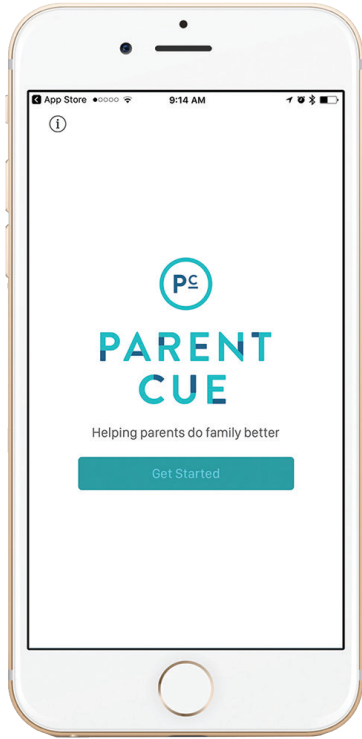 App Store 9:14 AM
i
Pc
PARENT
CUE
Helping parents do family better
Get Started